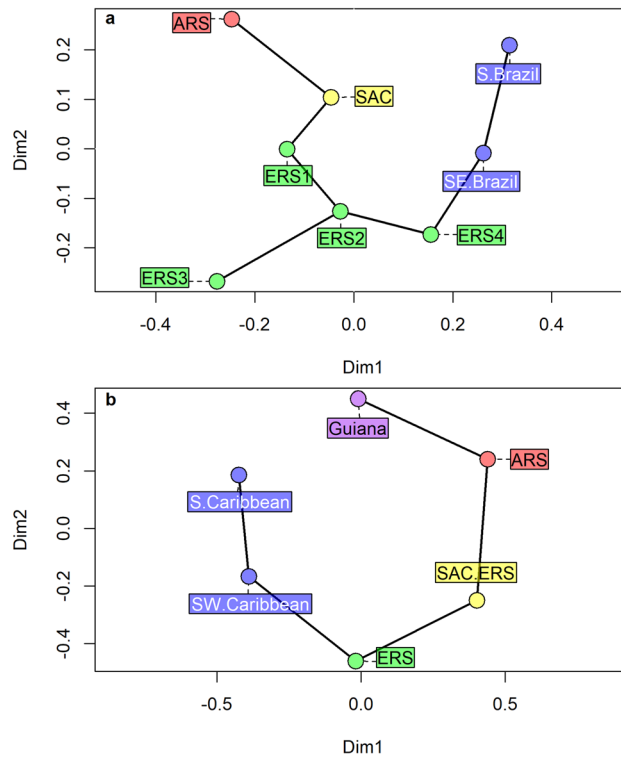 a
ARS
S.Brazil
SAC
ERS1
SE.Brazil
ERS2
ERS4
ERS3
Dim2
0.2
0.1
0.0
-0.1
-0.2
-0.4
-0.2
0.0
0.2
0.4
Dim1
b
Guiana
ARS
S.Caribbean
SAC.ERS
SW.Caribbean
ERS
Dim2
0.4
0.2
0.0
-0.2
-0.4
-0.5
0.0
0.5
Dim1